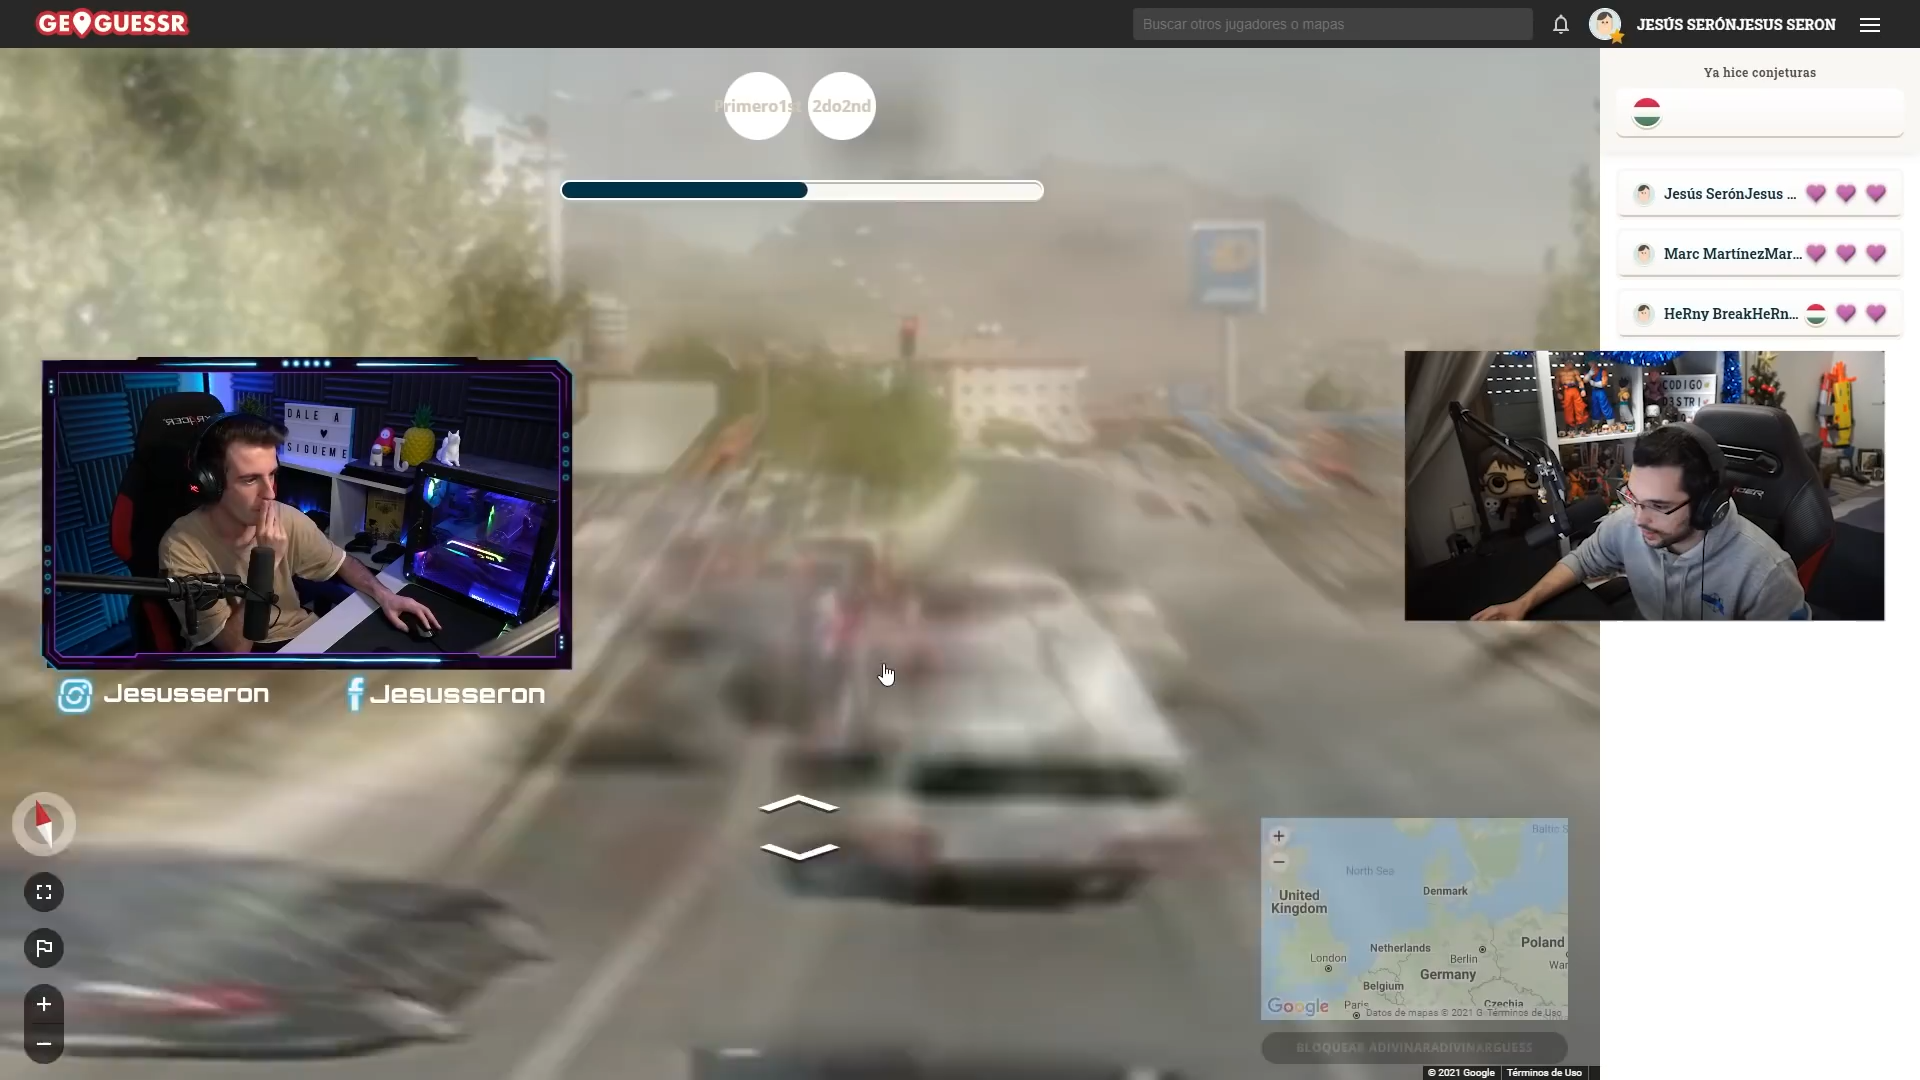 GEOGUESSR
Buscar otros jugadores o mapas
JESÚS SERÓNJESUS SERON
Ya hice conjeturas
Primero1st
2do2nd
Jesús SerónJesus ...
Marc MartínezMar...
HeRny BreakHeRn...
DALE A
SIGUEME
CODIGO
Jesusseron
Jesusseron
Baltic S
North Sea
Denmark
United
Kingdom
Netherlands
Poland
London
Berlin
War
Germany
Belgium
Czechia
Paris
Google
Datos de mapas © 2021 G
Términos de Uso
BLOQUEAR ADIVINARADIVINARGUESS
© 2021 Google
Términos de Uso